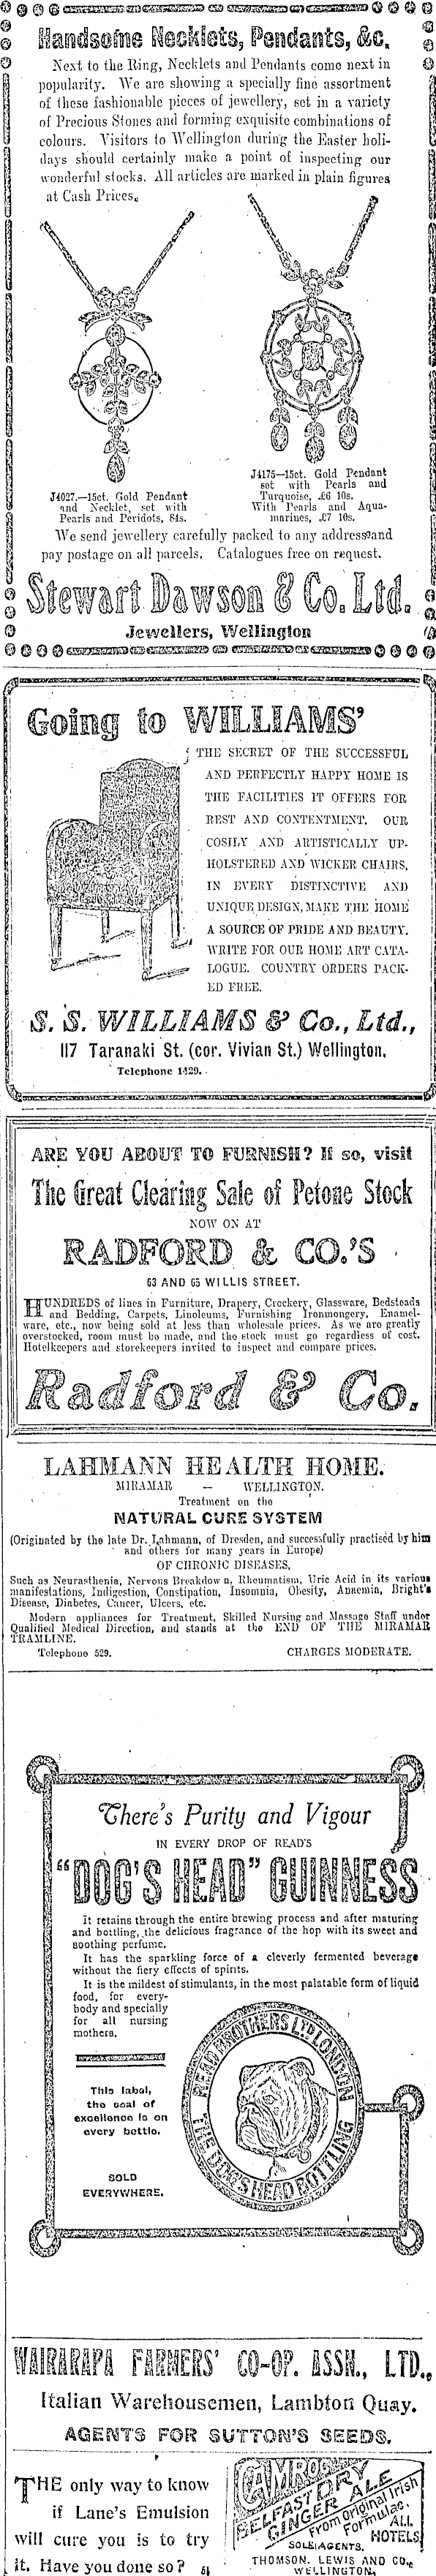 Handsome Necklets, Pendants, &c.
Next to the Ring, Necklets and Pendants come next in
popularity. We are showing a specially fine assortment
of these fashionable pieces of jewellery, set in a variety
of Precious Stones and forming exquisite combinations of
colours. Visitors to Wellington during the Easter holi-
days should certainly make a point of inspecting our
wonderful stocks. All articles are marked in plain figures
at Cash Prices.
J4027.—15ct. Gold Pendant
and Necklet, set with
Pearls and Peridots, 84s.
J4175—15ct. Gold Pendant
set with Pearls and
Turquoise, £6 10s.
With Pearls and Aqua-
marines, £7 10s.
We send jewellery carefully packed to any address and
pay postage on all parcels. Catalogues free on request.
Stewart Dawson & Co. Ltd.
Jewellers, Wellington
Going to WILLIAMS'
THE SECRET OF THE SUCCESSFUL
AND PERFECTLY HAPPY HOME IS
THE FACILITIES IT OFFERS FOR
REST AND CONTENTMENT. OUR
COSILY AND ARTISTICALLY UP-
HOLSTERED AND WICKER CHAIRS,
IN EVERY DISTINCTIVE AND
UNIQUE DESIGN, MAKE THE HOME
A SOURCE OF PRIDE AND BEAUTY.
WRITE FOR OUR HOME ART CATA-
LOGUE. COUNTRY ORDERS PACK-
ED FREE.
S. S. WILLIAMS & Co., Ltd.,
117 Taranaki St. (cor. Vivian St.) Wellington.
Telephone 1429.
ARE YOU ABOUT TO FURNISH? If so, visit
The Great Clearing Sale of Petone Stock
NOW ON AT
RADFORD & CO.'S
63 AND 65 WILLIS STREET.
HUNDREDS of lines in Furniture, Drapery, Crockery, Glassware, Bedsteads
and Bedding, Carpets, Linoleums, Furnishing Ironmongery, Enamel-
ware, etc., now being sold at less than wholesale prices. As we are greatly
overstocked, room must be made, and the stock must go regardless of cost.
Hotelkeepers and storekeepers invited to inspect and compare prices.
Radford & Co.
LAHMANN HEALTH HOME.
MIRAMAR — WELLINGTON.
Treatment on the
NATURAL CURE SYSTEM
(Originated by the late Dr. Lahmann, of Dresden, and successfully practised by him
and others for many years in Europe)
OF CHRONIC DISEASES,
Such as Neurasthenia, Nervous Breakdown, Rheumatism, Uric Acid in its various
manifestations, Indigestion, Constipation, Insomnia, Obesity, Anaemia, Bright's
Disease, Diabetes, Cancer, Ulcers, etc.
Modern appliances for Treatment, Skilled Nursing and Massage Staff under
Qualified Medical Direction, and stands at the END OF THE MIRAMAR
TRAMLINE.
Telephone 529. CHARGES MODERATE.
There's Purity and Vigour
IN EVERY DROP OF READ'S
"DOG'S HEAD" GUINNESS
It retains through the entire brewing process and after maturing
and bottling, the delicious fragrance of the hop with its sweet and
soothing perfume.
It has the sparkling force of a cleverly fermented beverage
without the fiery effects of spirits.
It is the mildest of stimulants, in the most palatable form of liquid
food, for every-
body and specially
for all nursing
mothers.
This label,
the seal of
excellence is on
every bottle.
SOLD
EVERYWHERE.
READ BROTHERS LTD LONDON
THE DOG'S HEAD BOTTLING
WAIRARAPA FARMERS' CO-OP. ASSN., LTD.,
Italian Warehousemen, Lambton Quay.
AGENTS FOR SUTTON'S SEEDS.
THE only way to know
if Lane's Emulsion
will cure you is to try
it. Have you done so?
CAMROC
BELFAST DRY
GINGER ALE
From Original Irish
Formulae.
ALL
HOTELS
SOLE AGENTS.
THOMSON, LEWIS AND CO.,
WELLINGTON.